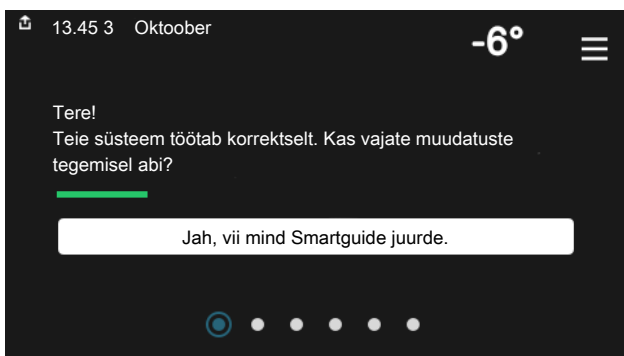 13.45 3 Oktoober
-6°
Tere!
Teie süsteem töötab korrektselt. Kas vajate muudatuste
tegemisel abi?
Jah, vii mind Smartguide juurde.